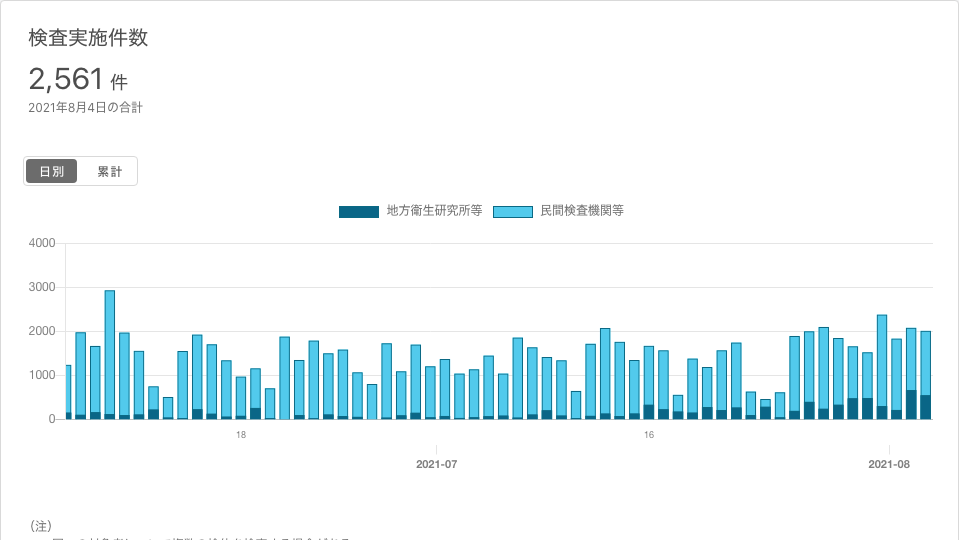 検査実施件数
2,561 件
2021年8月4日の合計
日別 累計
地方衛生研究所等 民間検査機関等
4000
3000
2000
1000
0
18 16
2021-07 2021-08
（注）